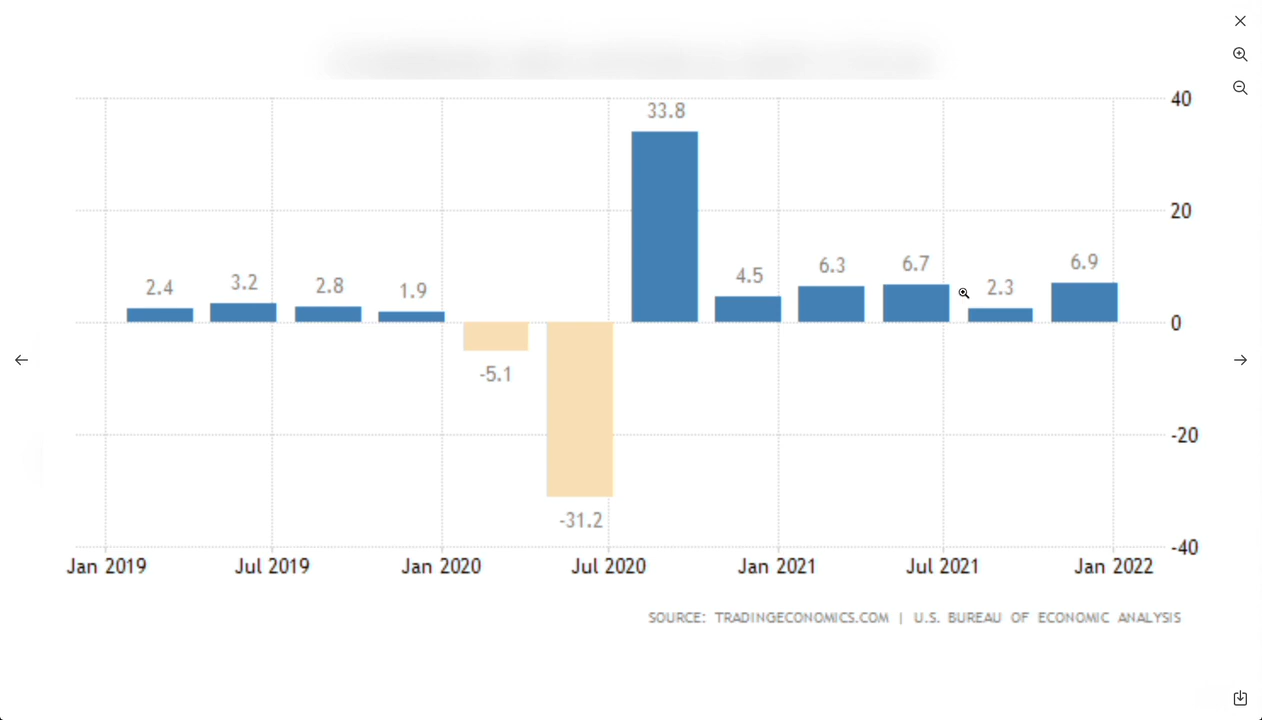 40
33.8
20
2.4 3.2 2.8 1.9 4.5 6.3 6.7 2.3 6.9
0
-5.1
-20
-31.2
-40
Jan 2019 Jul 2019 Jan 2020 Jul 2020 Jan 2021 Jul 2021 Jan 2022
SOURCE: TRADINGECONOMICS.COM | U.S. BUREAU OF ECONOMIC ANALYSIS